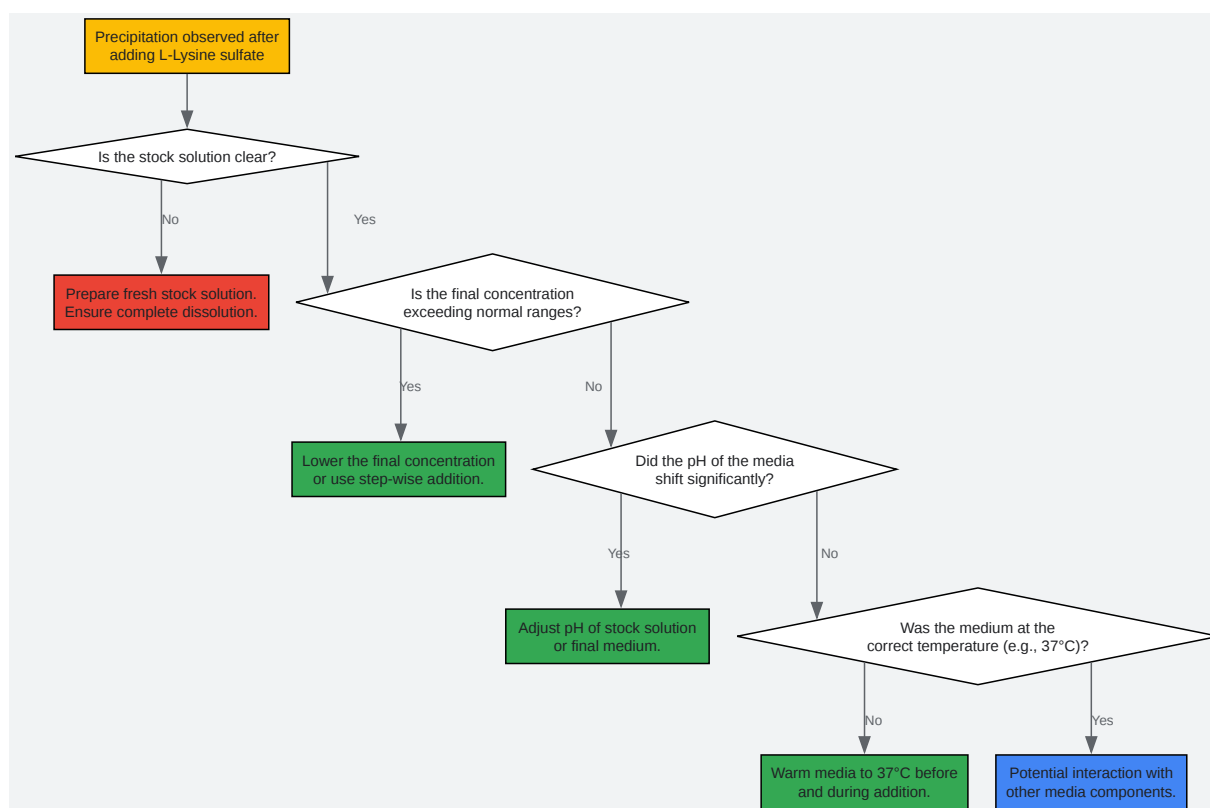 Precipitation observed after
adding L-Lysine sulfate
Is the stock solution clear?
No
Yes
Prepare fresh stock solution.
Ensure complete dissolution.
Is the final concentration
exceeding normal ranges?
Yes
No
Lower the final concentration
or use step-wise addition.
Did the pH of the media
shift significantly?
Yes
No
Adjust pH of stock solution
or final medium.
Was the medium at the
correct temperature (e.g., 37°C)?
No
Yes
Warm media to 37°C before
and during addition.
Potential interaction with
other media components.